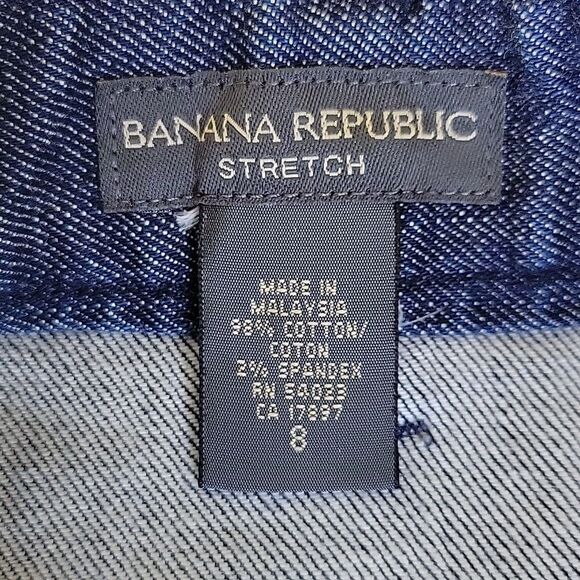 BANANA REPUBLIC
STRETCH
MADE IN
MALAYSIA
98% COTTON/
COTON
2% SPANDEX
RN 54023
CA 17897
8